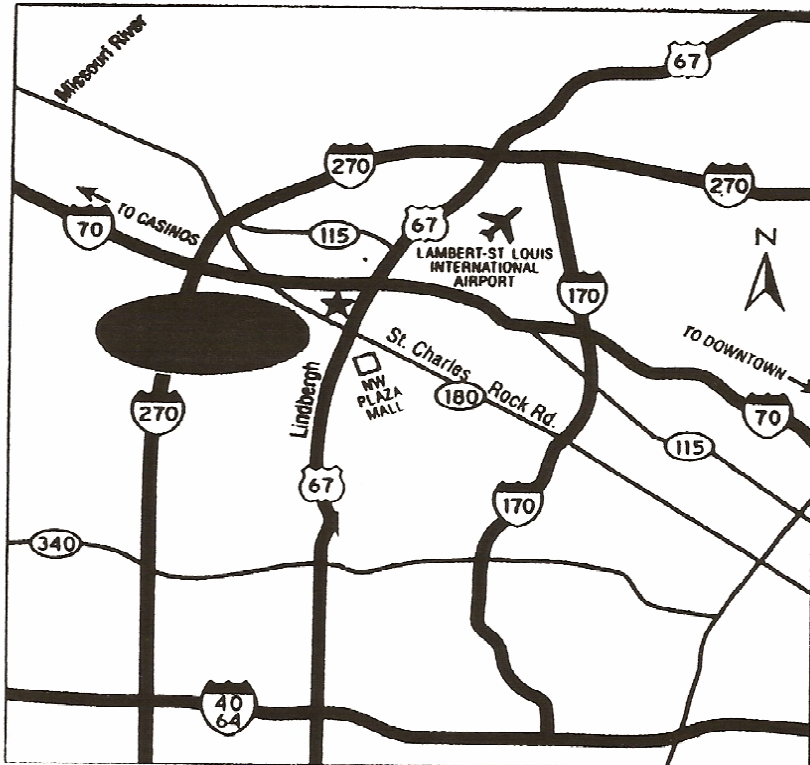 Missouri River
67
270
270
TO CASINOS
70
115
67
LAMBERT-ST LOUIS
INTERNATIONAL
AIRPORT
N
170
TO DOWNTOWN
St. Charles Rock Rd.
Lindbergh
NW
PLAZA
MALL
180
270
70
115
67
170
340
40
64